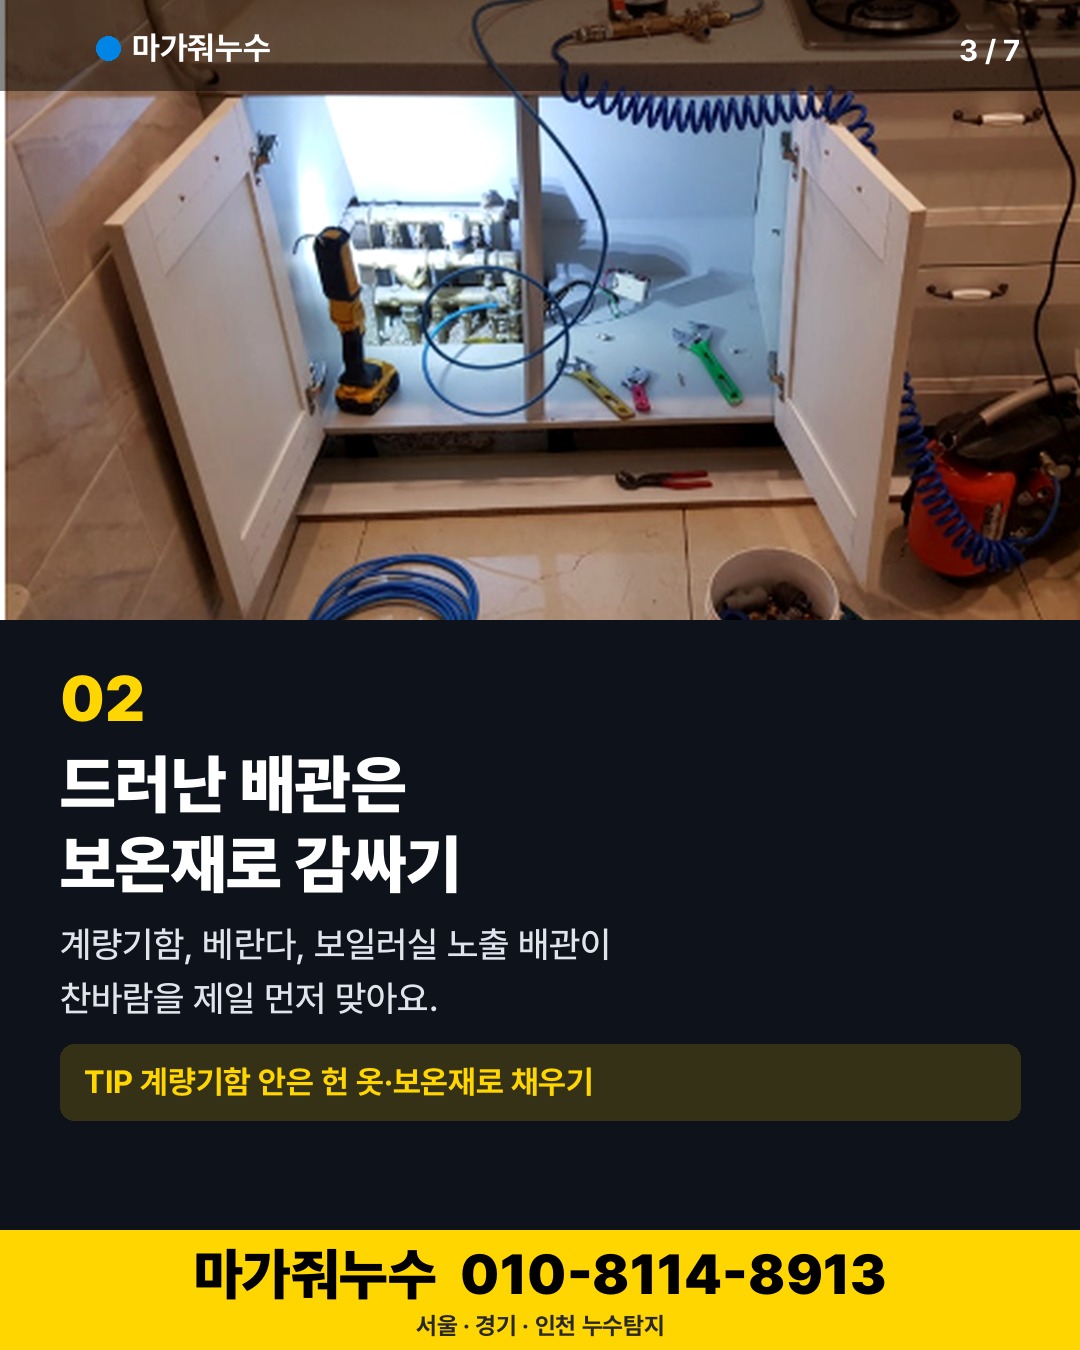 마가줘누수
3 / 7
02
드러난 배관은
보온재로 감싸기
계량기함, 베란다, 보일러실 노출 배관이
찬바람을 제일 먼저 맞아요.
TIP 계량기함 안은 헌 옷·보온재로 채우기
마가줘누수 010-8114-8913
서울 · 경기 · 인천 누수탐지